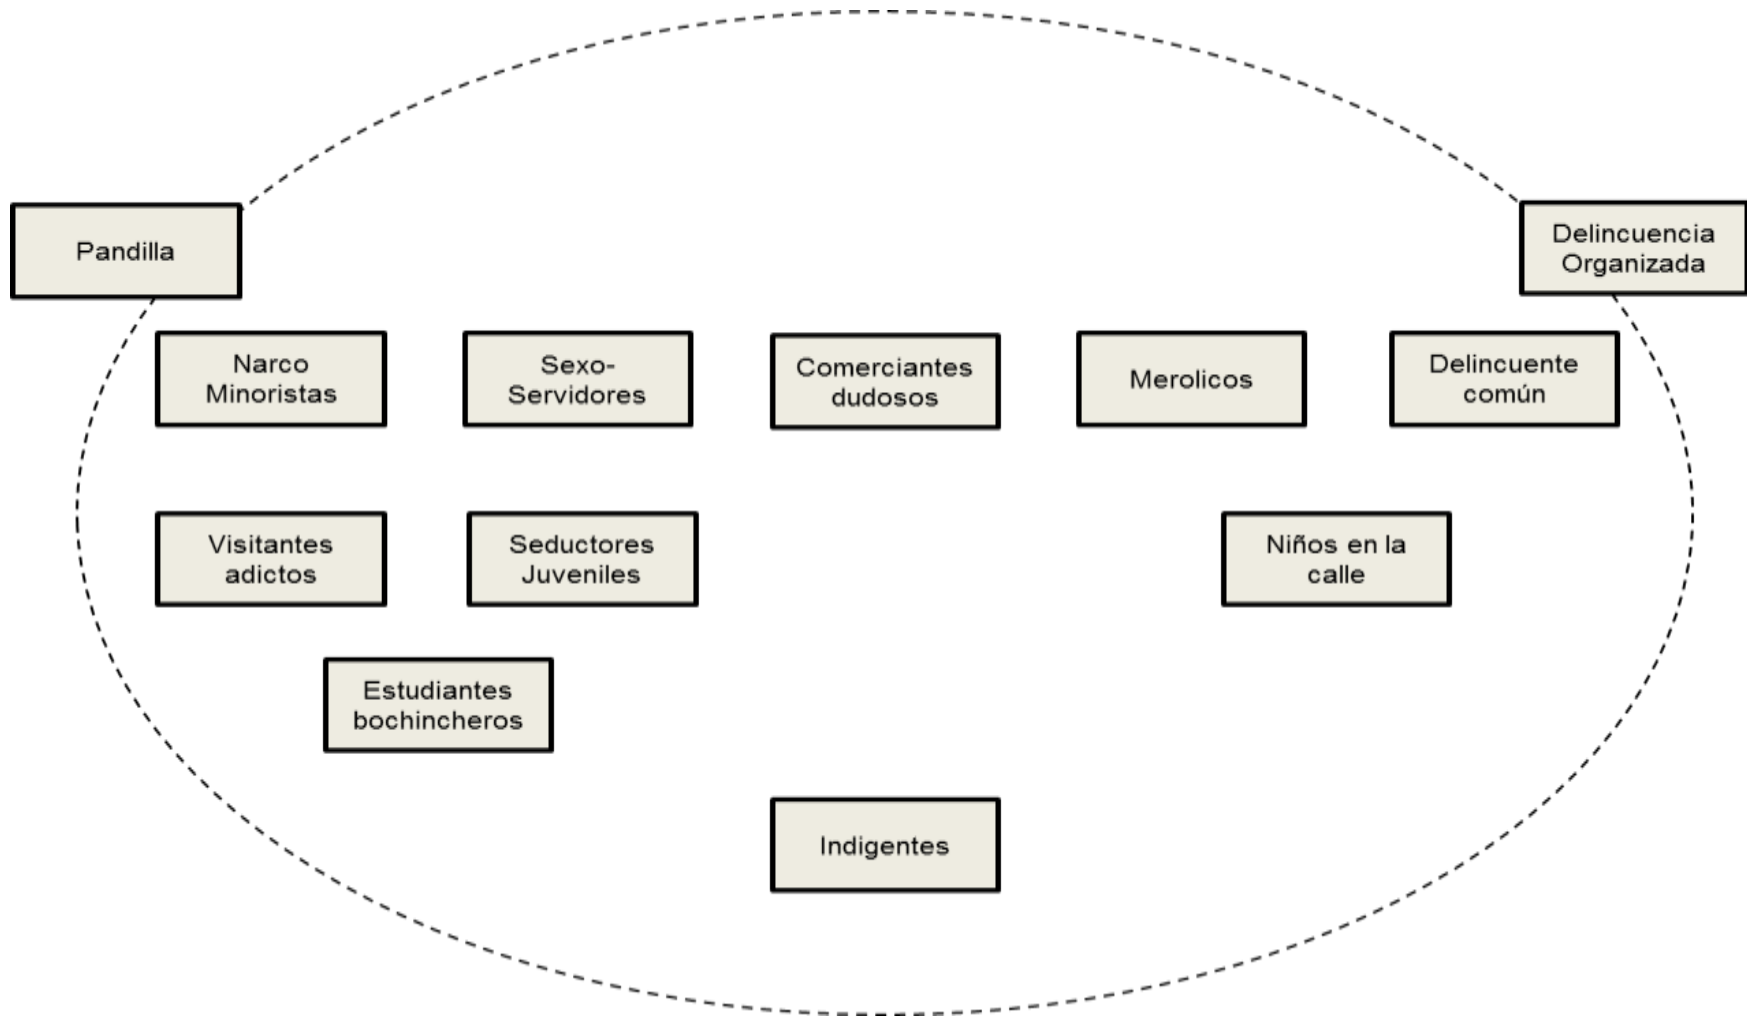 Pandilla
Delincuencia
Organizada
Narco
Minoristas
Sexo-
Servidores
Comerciantes
dudosos
Merolicos
Delincuente
común
Visitantes
adictos
Seductores
Juveniles
Niños en la
calle
Estudiantes
bochincheros
Indigentes